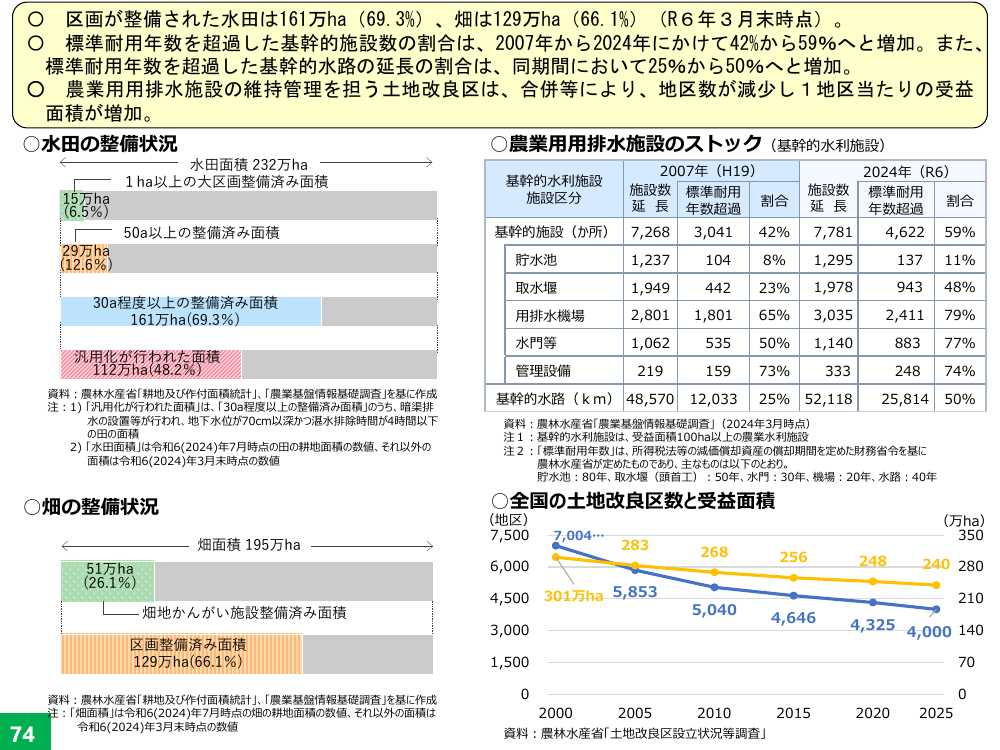 ○　区画が整備された水田は161万ha（69.3%）、畑は129万ha（66.1%）（R６年３月末時点）。
○　標準耐用年数を超過した基幹的施設数の割合は、2007年から2024年にかけて42%から59%へと増加。また、
標準耐用年数を超過した基幹的水路の延長の割合は、同期間において25%から50%へと増加。
○　農業用用排水施設の維持管理を担う土地改良区は、合併等により、地区数が減少し１地区当たりの受益
面積が増加。
○水田の整備状況
水田面積 232万ha
１ha以上の大区画整備済み面積
15万ha
(6.5%)
50a以上の整備済み面積
29万ha
(12.6%)
30a程度以上の整備済み面積
161万ha(69.3%)
汎用化が行われた面積
112万ha(48.2%)
資料：農林水産省「耕地及び作付面積統計」、「農業基盤情報基礎調査」を基に作成
注：1)「汎用化が行われた面積」は、「30a程度以上の整備済み面積」のうち、暗渠排
水の設置等が行われ、地下水位が70cm以深かつ湛水排除時間が4時間以下
の田の面積
2)「水田面積」は令和6(2024)年7月時点の田の耕地面積の数値、それ以外の
面積は令和6(2024)年3月末時点の数値
○畑の整備状況
畑面積 195万ha
51万ha
(26.1%)
畑地かんがい施設整備済み面積
区画整備済み面積
129万ha(66.1%)
資料：農林水産省「耕地及び作付面積統計」、「農業基盤情報基礎調査」を基に作成
注：「畑面積」は令和6(2024)年7月時点の畑の耕地面積の数値、それ以外の面積は
令和6(2024)年3月末時点の数値
74
○農業用用排水施設のストック（基幹的水利施設）
基幹的水利施設 施設区分 2007年（H19） 2024年（R6）
施設数 延　長 標準耐用 年数超過 割合 施設数 延　長 標準耐用 年数超過 割合
基幹的施設（か所） 7,268 3,041 42% 7,781 4,622 59%
貯水池 1,237 104 8% 1,295 137 11%
取水堰 1,949 442 23% 1,978 943 48%
用排水機場 2,801 1,801 65% 3,035 2,411 79%
水門等 1,062 535 50% 1,140 883 77%
管理設備 219 159 73% 333 248 74%
基幹的水路（ｋｍ） 48,570 12,033 25% 52,118 25,814 50%
資料：農林水産省「農業基盤情報基礎調査」（2024年3月時点）
注１：基幹的水利施設は、受益面積100ha以上の農業水利施設
注２：「標準耐用年数」は、所得税法等の減価償却資産の償却期間を定めた財務省令を基に
農林水産省が定めたものであり、主なものは以下のとおり。
貯水池：80年、取水堰（頭首工）：50年、水門：30年、機場：20年、水路：40年
○全国の土地改良区数と受益面積
（地区） （万ha）
7,500 350
6,000 280
4,500 210
3,000 140
1,500 70
0 0
7,004…
283 268 256 248 240
301万ha
5,853 5,040 4,646 4,325 4,000
2000 2005 2010 2015 2020 2025
資料：農林水産省「土地改良区設立状況等調査」